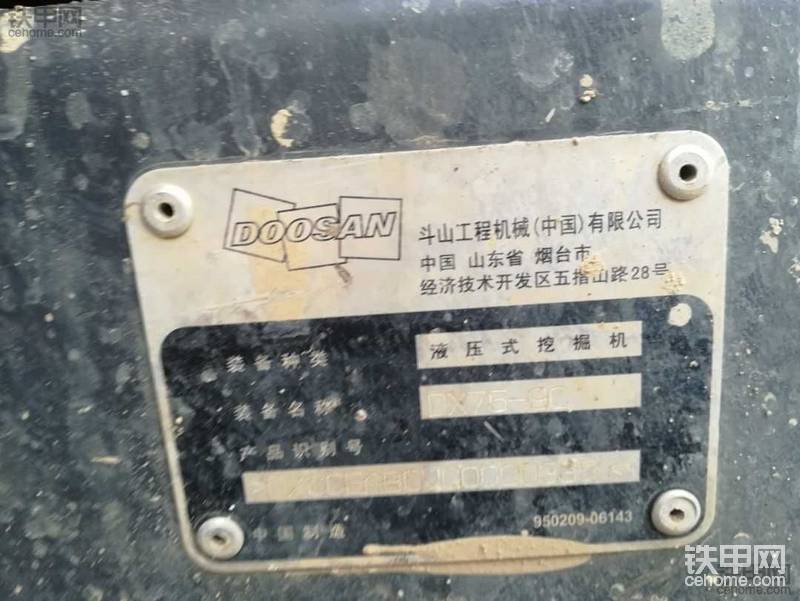 铁甲网
cehome.com
DOOSAN
斗山工程机械(中国)有限公司
中国 山东省 烟台市
经济技术开发区五指山路28号
装备种类 液压式挖掘机
装备名称 DX75-9C
产品识别号
中国制造 950209-06143
铁甲网
cehome.com